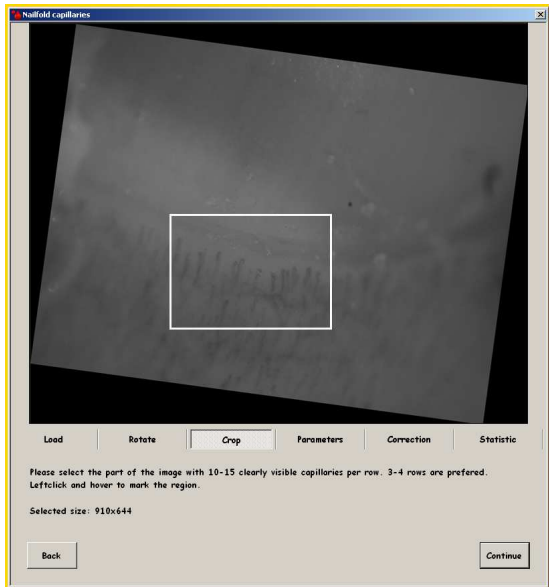 Nailfold capillaries
Load Rotate Crop Parameters Correction Statistic
Please select the part of the image with 10-15 clearly visible capillaries per row. 3-4 rows are prefered.
Leftclick and hover to mark the region.
Selected size: 910x644
Back Continue